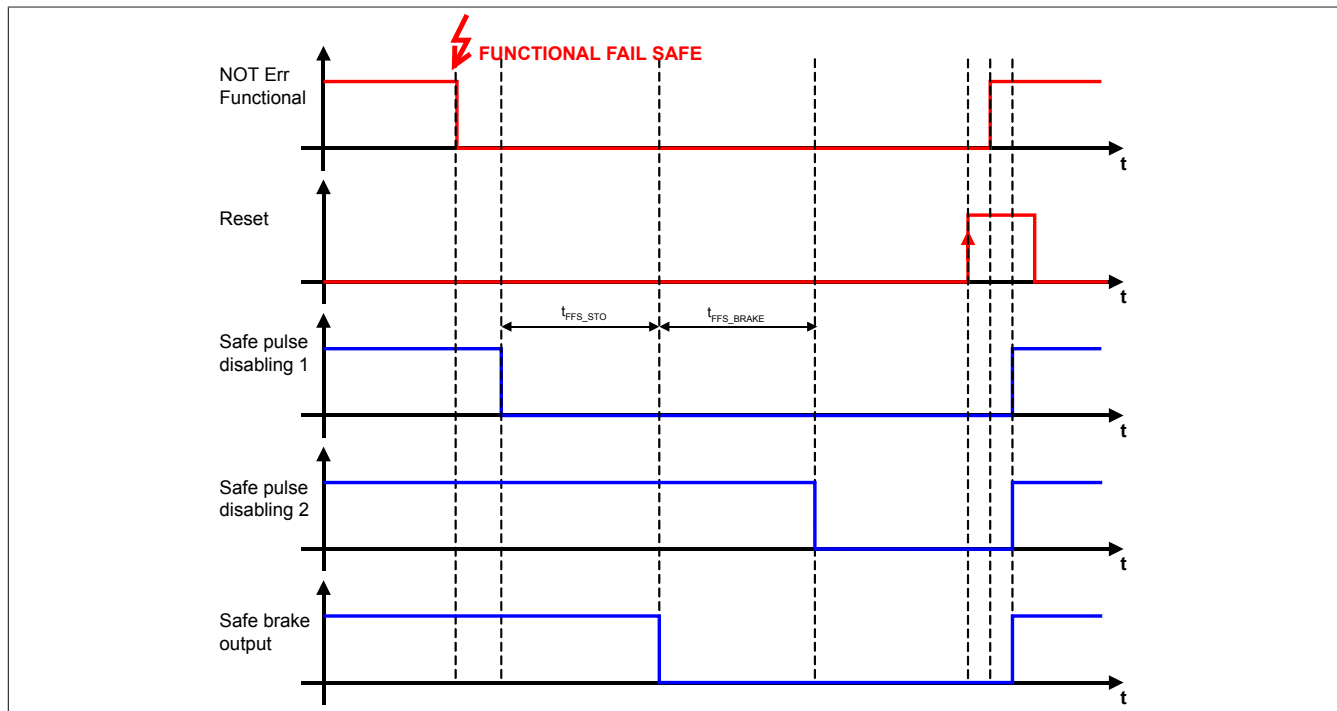 FUNCTIONAL FAIL SAFE
NOT Err
Functional
t
Reset
t
tFFS_STO
tFFS_BRAKE
Safe pulse
disabling 1
t
Safe pulse
disabling 2
t
Safe brake
output
t